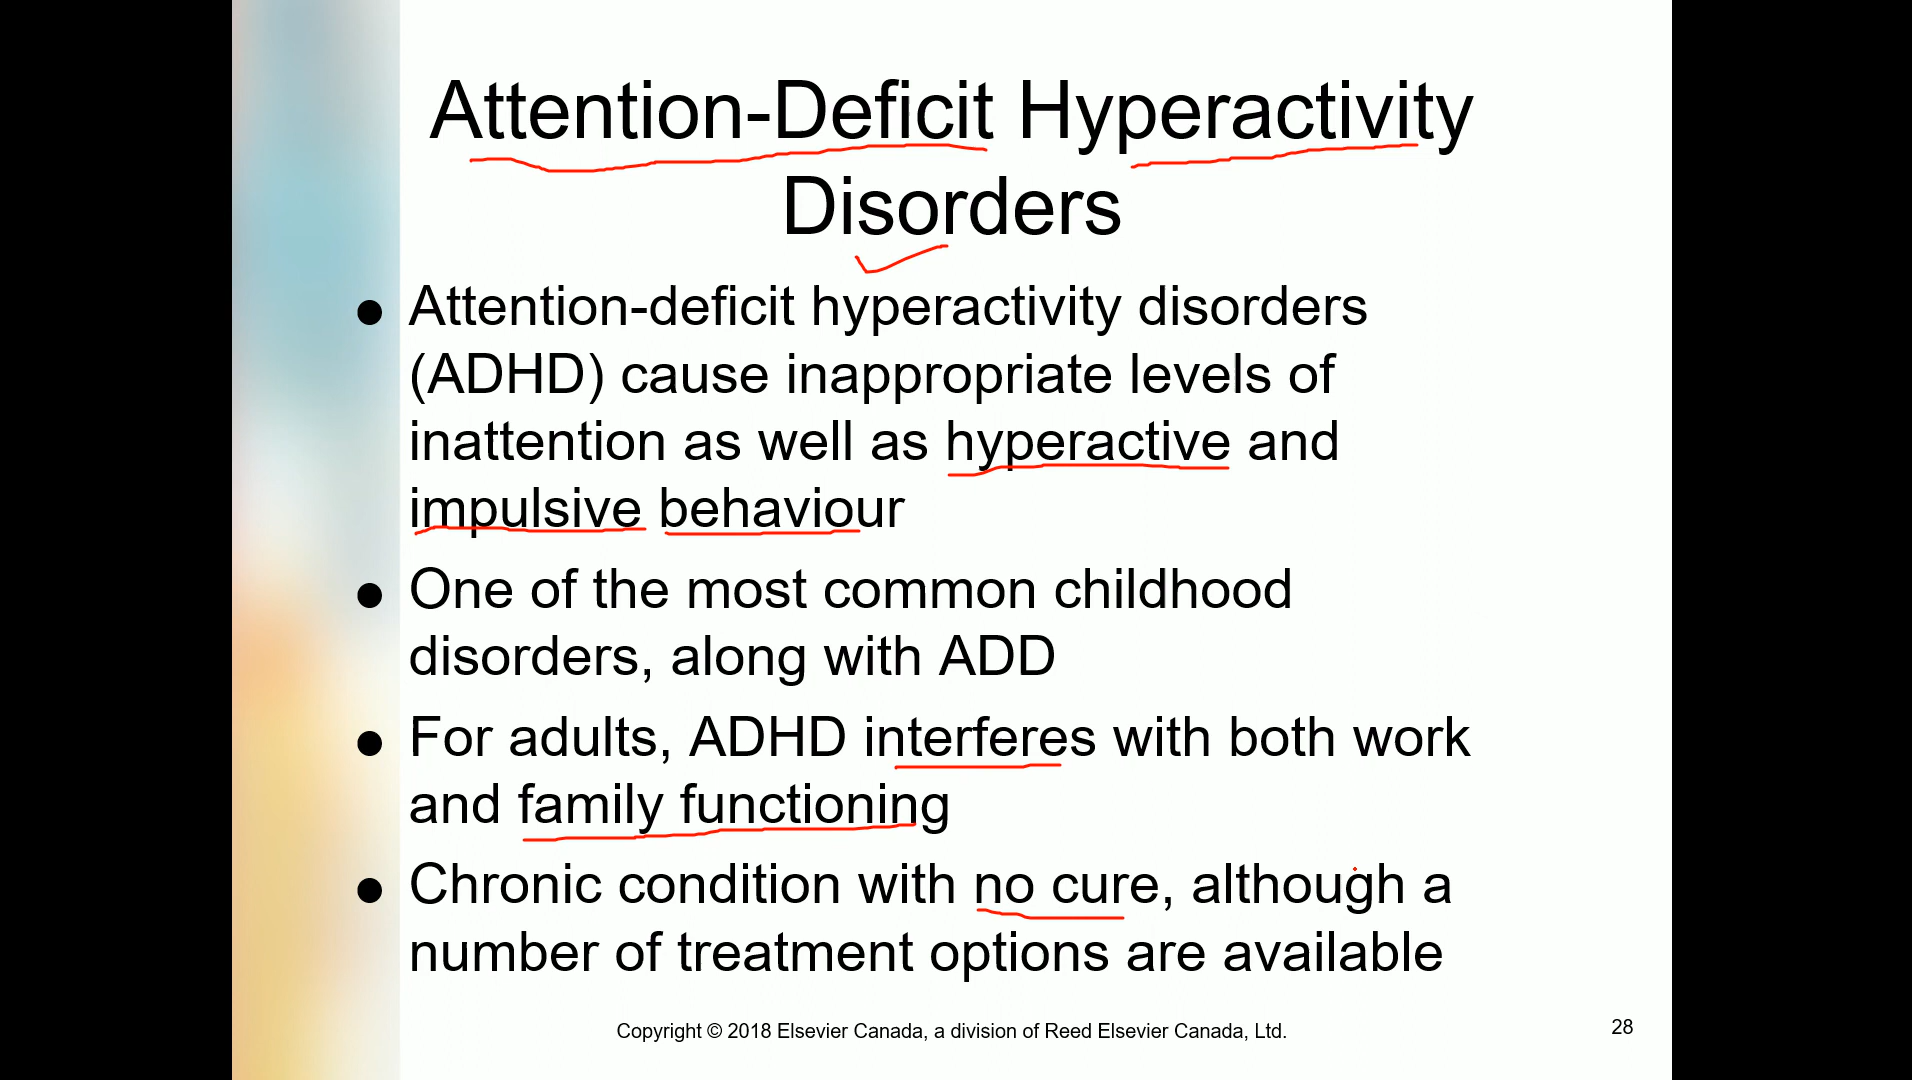 Attention-Deficit Hyperactivity
Disorders
● Attention-deficit hyperactivity disorders
(ADHD) cause inappropriate levels of
inattention as well as hyperactive and
impulsive behaviour
● One of the most common childhood
disorders, along with ADD
● For adults, ADHD interferes with both work
and family functioning
● Chronic condition with no cure, although a
number of treatment options are available
Copyright © 2018 Elsevier Canada, a division of Reed Elsevier Canada, Ltd.
28